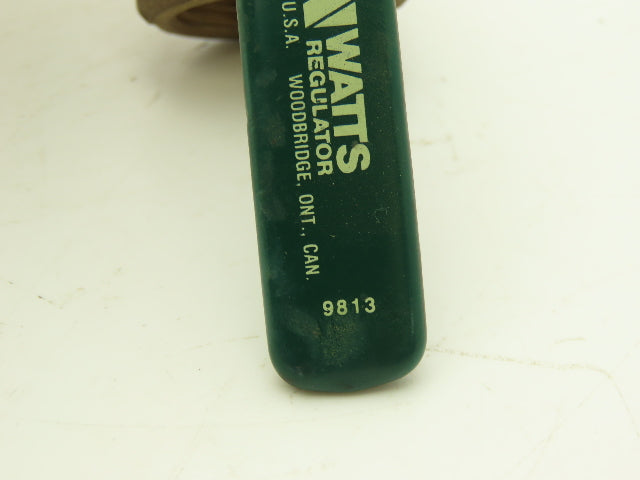 WATTS
REGULATOR
U.S.A. WOODBRIDGE, ONT., CAN.
9813